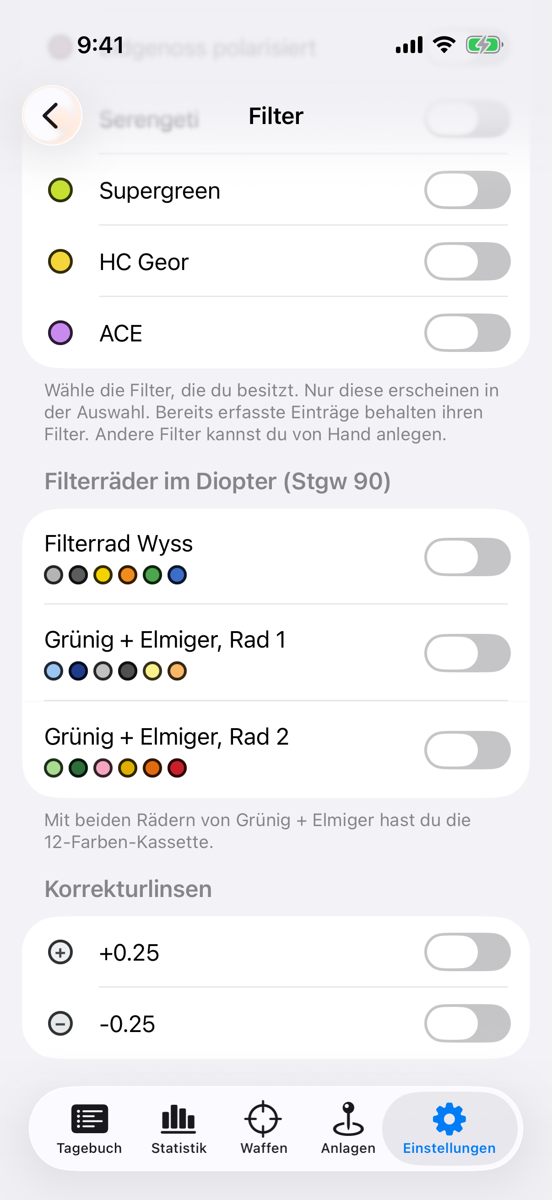 9:41
Eidgenoss polarisiert
Serengeti
Filter
Supergreen
HC Geor
ACE
Wähle die Filter, die du besitzt. Nur diese erscheinen in
der Auswahl. Bereits erfasste Einträge behalten ihren
Filter. Andere Filter kannst du von Hand anlegen.
Filterräder im Diopter (Stgw 90)
Filterrad Wyss
Grünig + Elmiger, Rad 1
Grünig + Elmiger, Rad 2
Mit beiden Rädern von Grünig + Elmiger hast du die
12-Farben-Kassette.
Korrekturlinsen
+0.25
-0.25
Tagebuch
Statistik
Waffen
Anlagen
Einstellungen